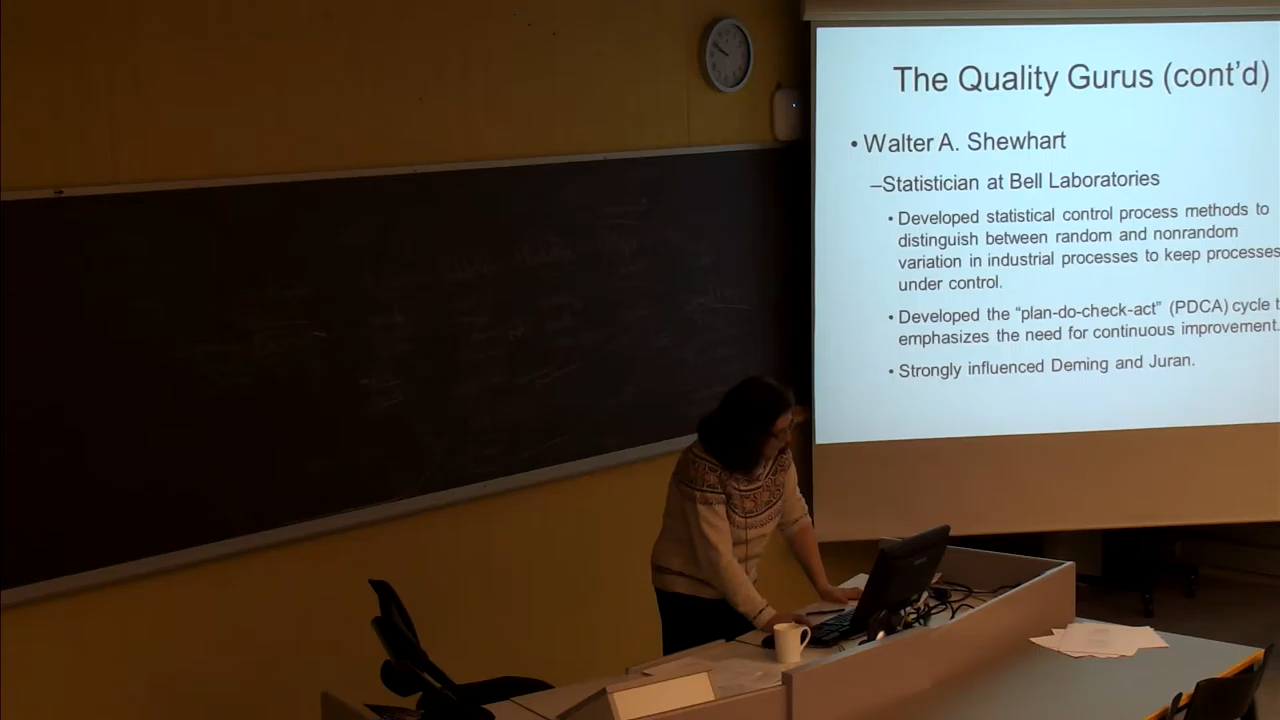 The Quality Gurus (cont’d)
• Walter A. Shewhart
–Statistician at Bell Laboratories
• Developed statistical control process methods to
distinguish between random and nonrandom
variation in industrial processes to keep processes
under control.
• Developed the “plan-do-check-act” (PDCA) cycle t
emphasizes the need for continuous improvement.
• Strongly influenced Deming and Juran.